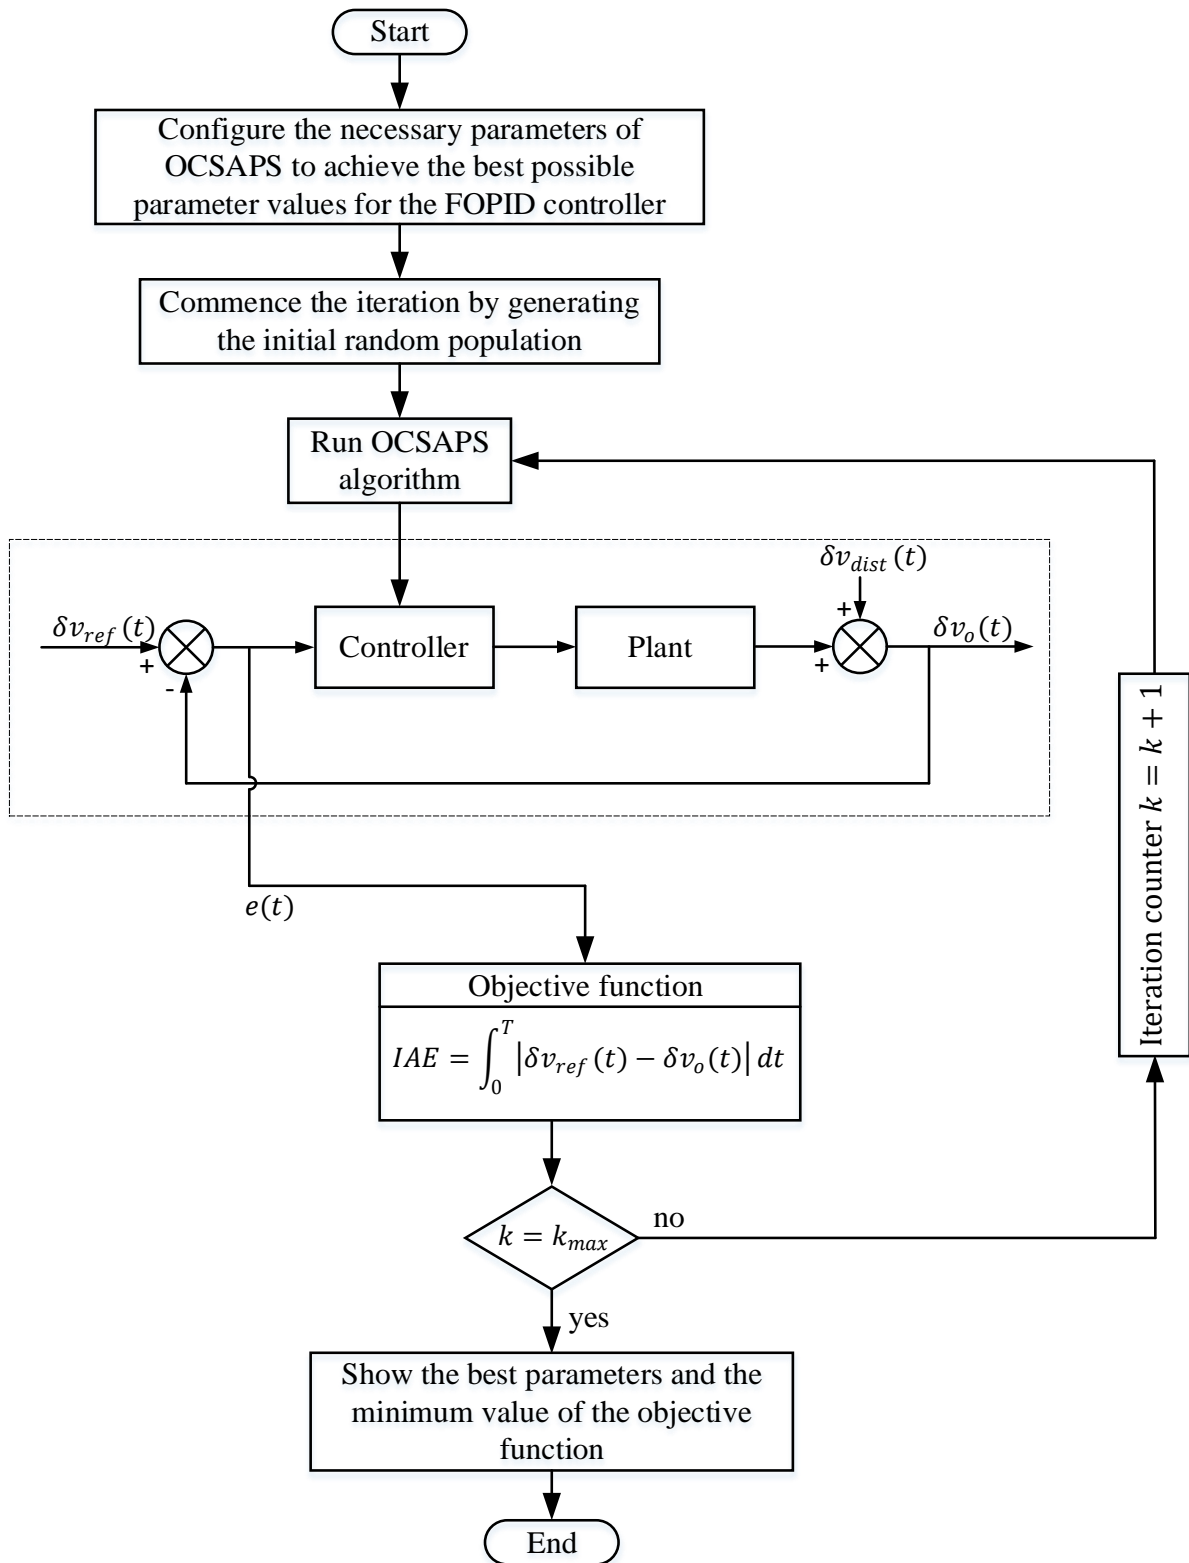 Start
Configure the necessary parameters of
OCSAPS to achieve the best possible
parameter values for the FOPID controller
Commence the iteration by generating
the initial random population
Run OCSAPS
algorithm
δv_dist(t)
+
δv_ref(t)
+
-
Controller
Plant
+
δv_o(t)
Iteration counter k = k + 1
e(t)
Objective function
IAE = ∫_0^T |δv_ref(t) − δv_o(t)| dt
k = k_max
no
yes
Show the best parameters and the
minimum value of the objective
function
End